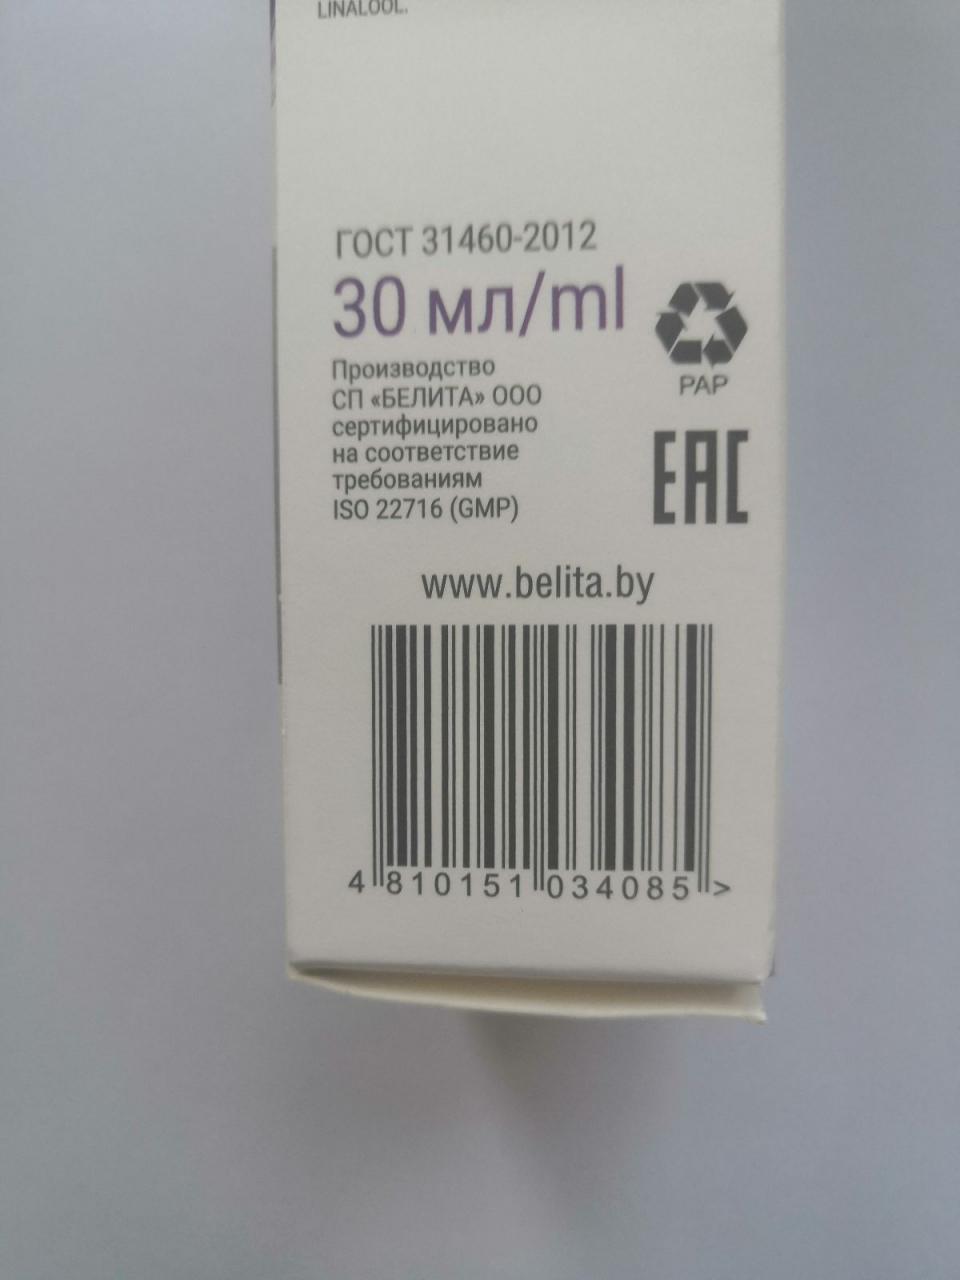 LINALOOL.
ГОСТ 31460-2012
30 мл/ml
PAP
Производство
СП «БЕЛИТА» ООО
сертифицировано
на соответствие
требованиям
ISO 22716 (GMP)
EAC
www.belita.by
4 810151 034085 >